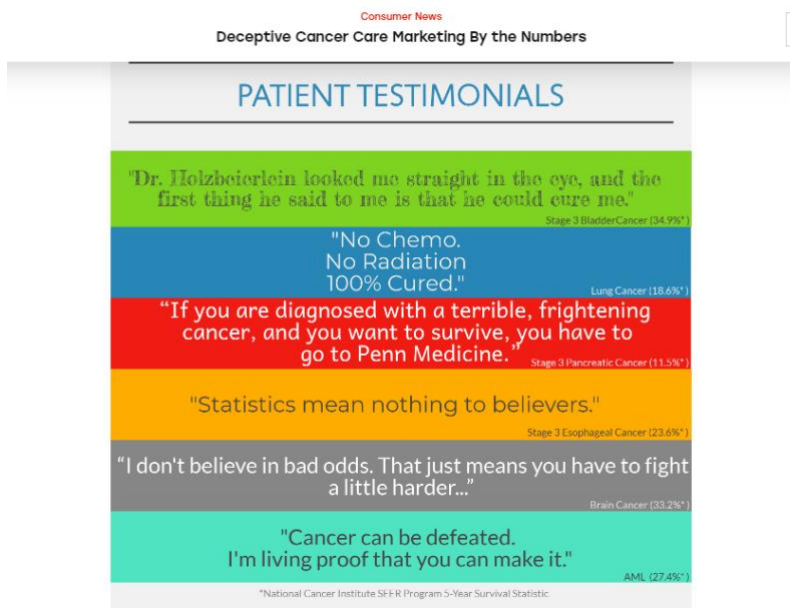 Consumer News
Deceptive Cancer Care Marketing By the Numbers
PATIENT TESTIMONIALS
"Dr. Holzbeierlein looked me straight in the eye, and the
first thing he said to me is that he could cure me."
Stage 3 BladderCancer (34.9%*)
"No Chemo.
No Radiation
100% Cured."
Lung Cancer (18.6%*)
“If you are diagnosed with a terrible, frightening
cancer, and you want to survive, you have to
go to Penn Medicine.”
Stage 3 Pancreatic Cancer (11.5%*)
"Statistics mean nothing to believers."
Stage 3 Esophageal Cancer (23.6%*)
“I don't believe in bad odds. That just means you have to fight
a little harder...”
Brain Cancer (33.2%*)
"Cancer can be defeated.
I'm living proof that you can make it."
AML (27.4%*)
*National Cancer Institute SEER Program 5-Year Survival Statistic